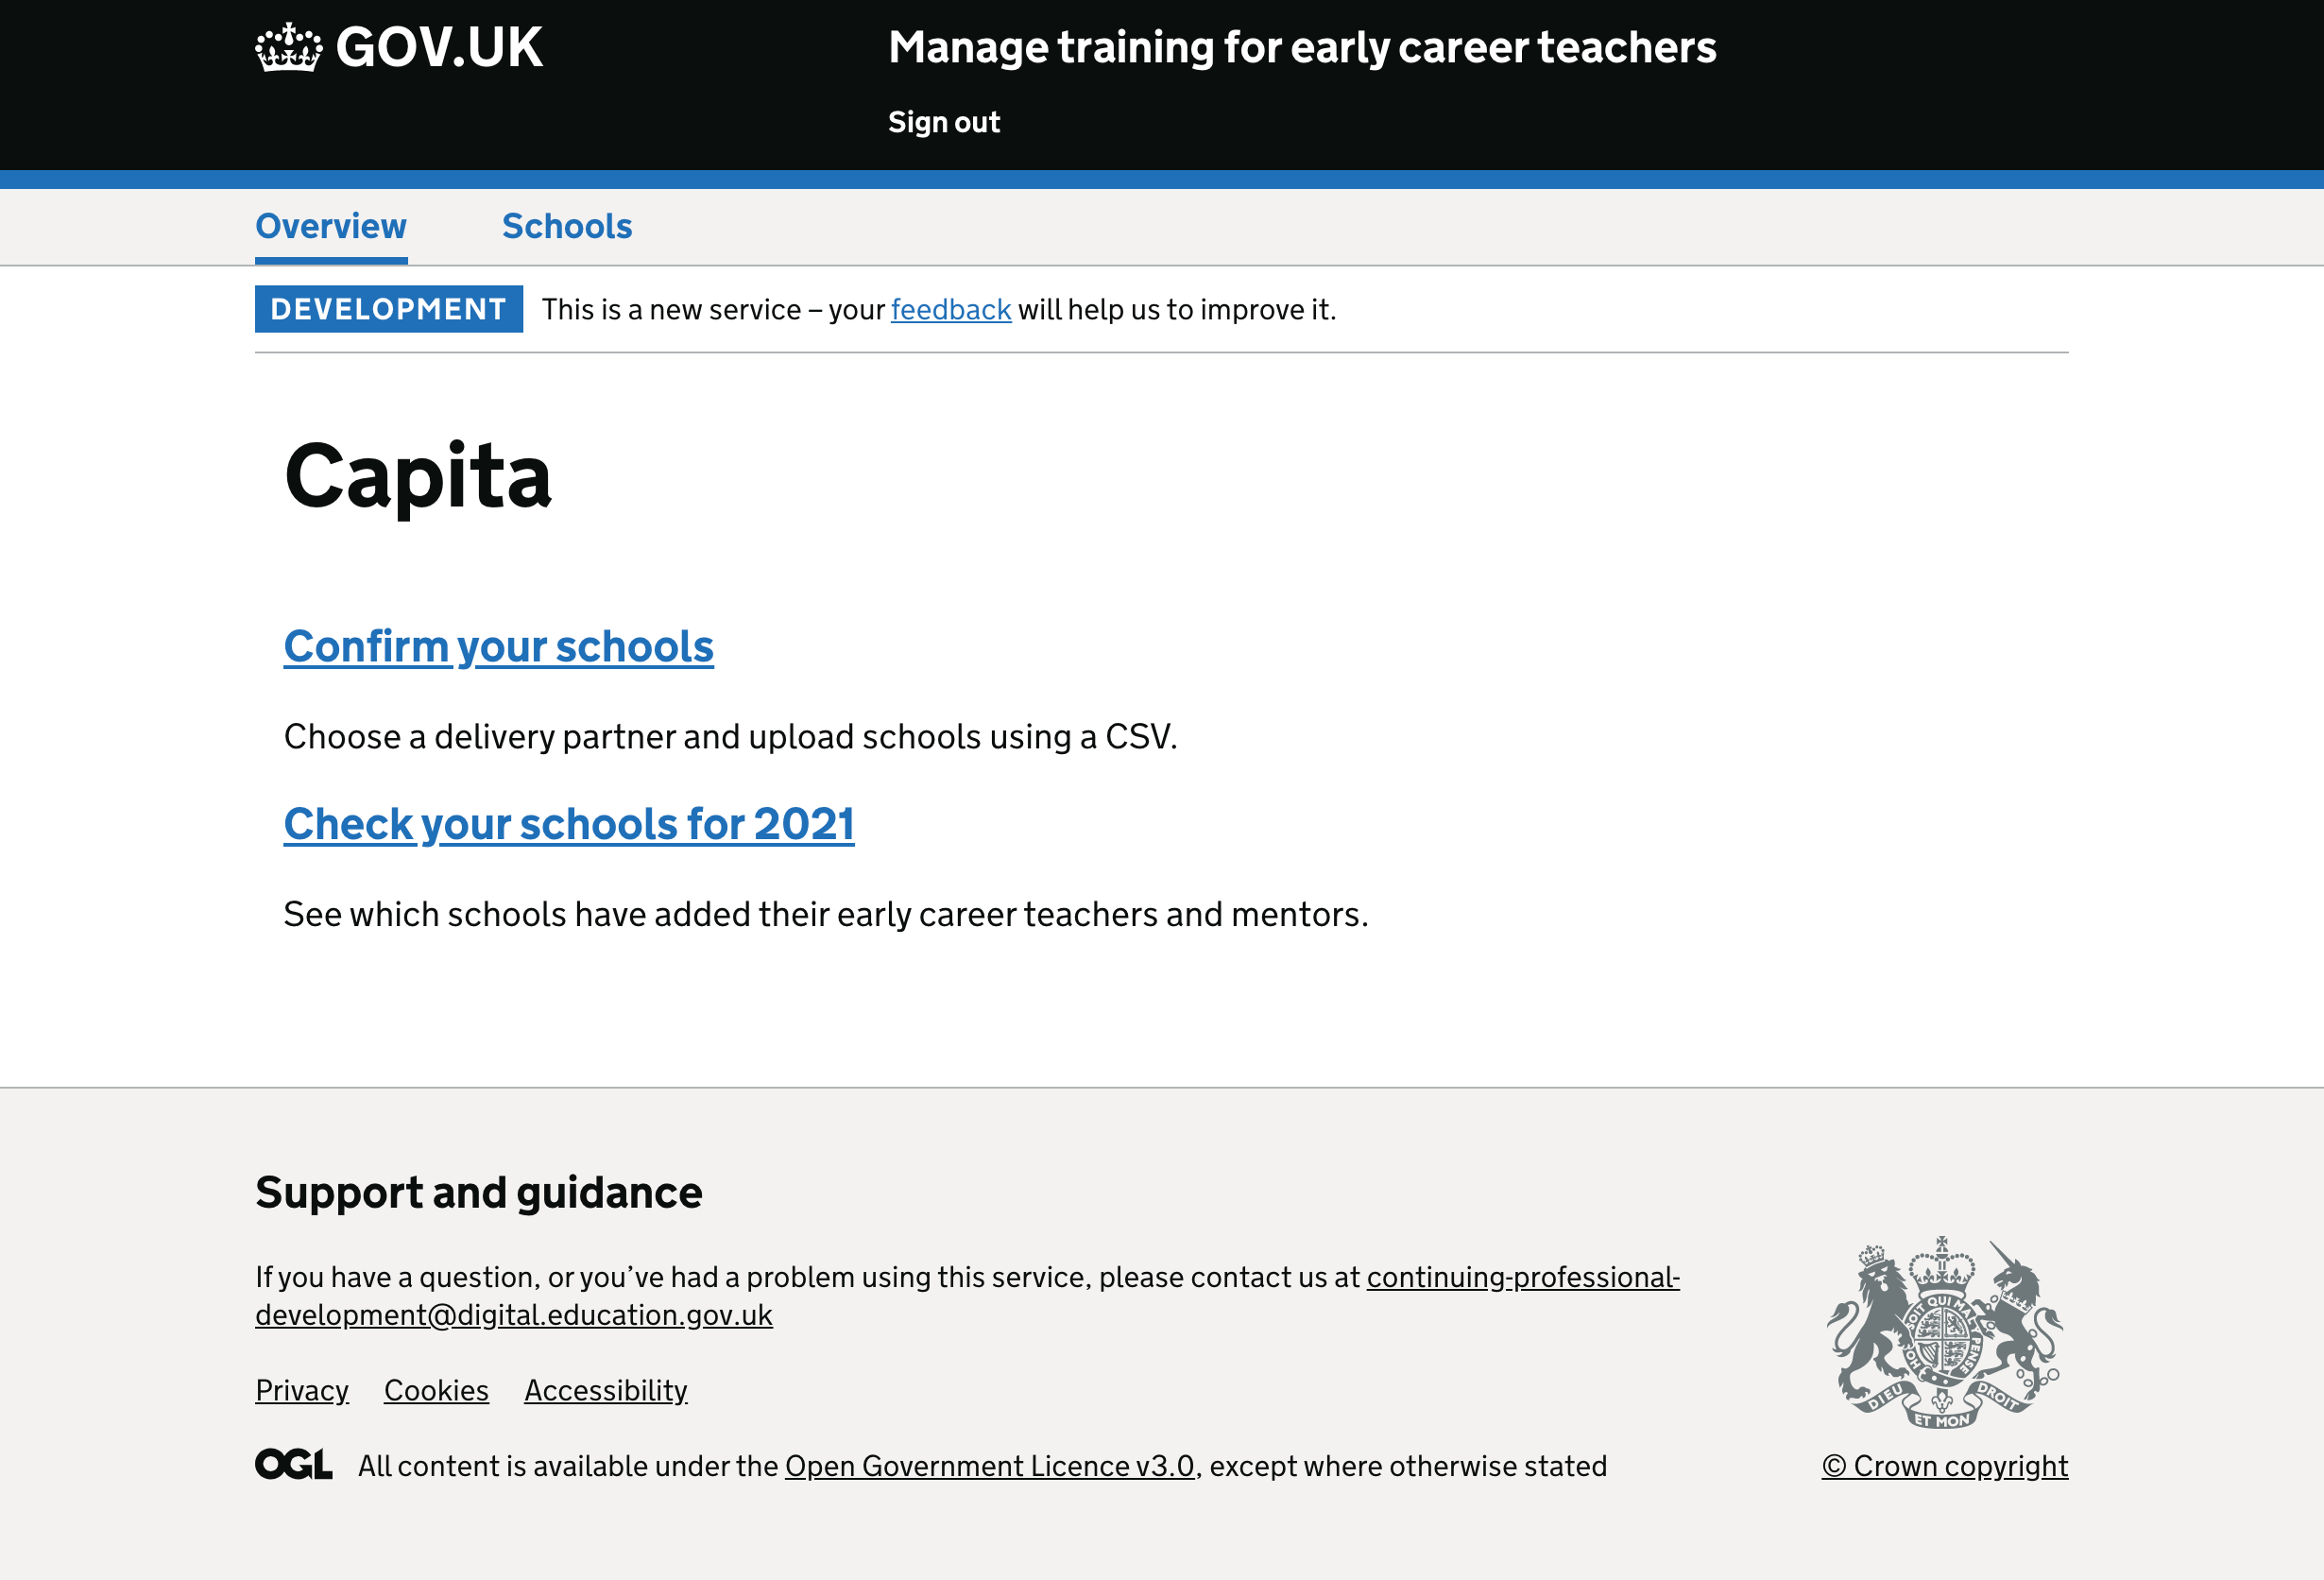 GOV.UK
Manage training for early career teachers
Sign out
Overview
Schools
DEVELOPMENT
This is a new service – your feedback will help us to improve it.
Capita
Confirm your schools
Choose a delivery partner and upload schools using a CSV.
Check your schools for 2021
See which schools have added their early career teachers and mentors.
Support and guidance
If you have a question, or you’ve had a problem using this service, please contact us at continuing-professional-
development@digital.education.gov.uk
Privacy
Cookies
Accessibility
OGL
All content is available under the Open Government Licence v3.0, except where otherwise stated
SOIT QUI MAL Y PENSE
DIEU ET MON DROIT
© Crown copyright